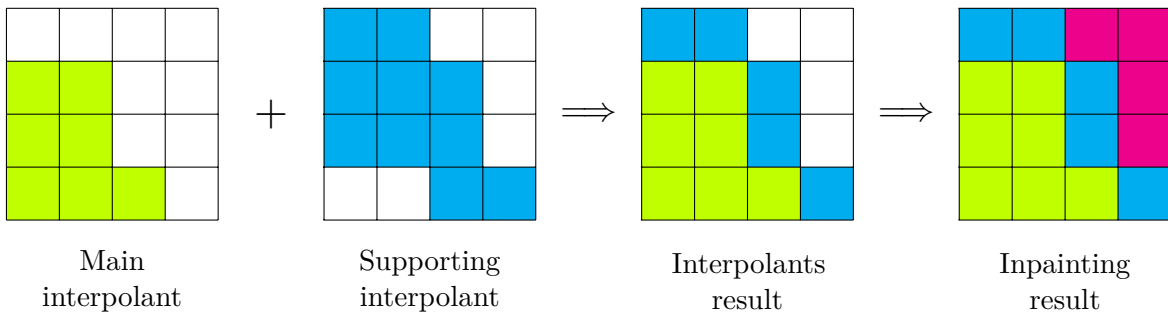 +
⟹
⟹
Main
interpolant
Supporting
interpolant
Interpolants
result
Inpainting
result